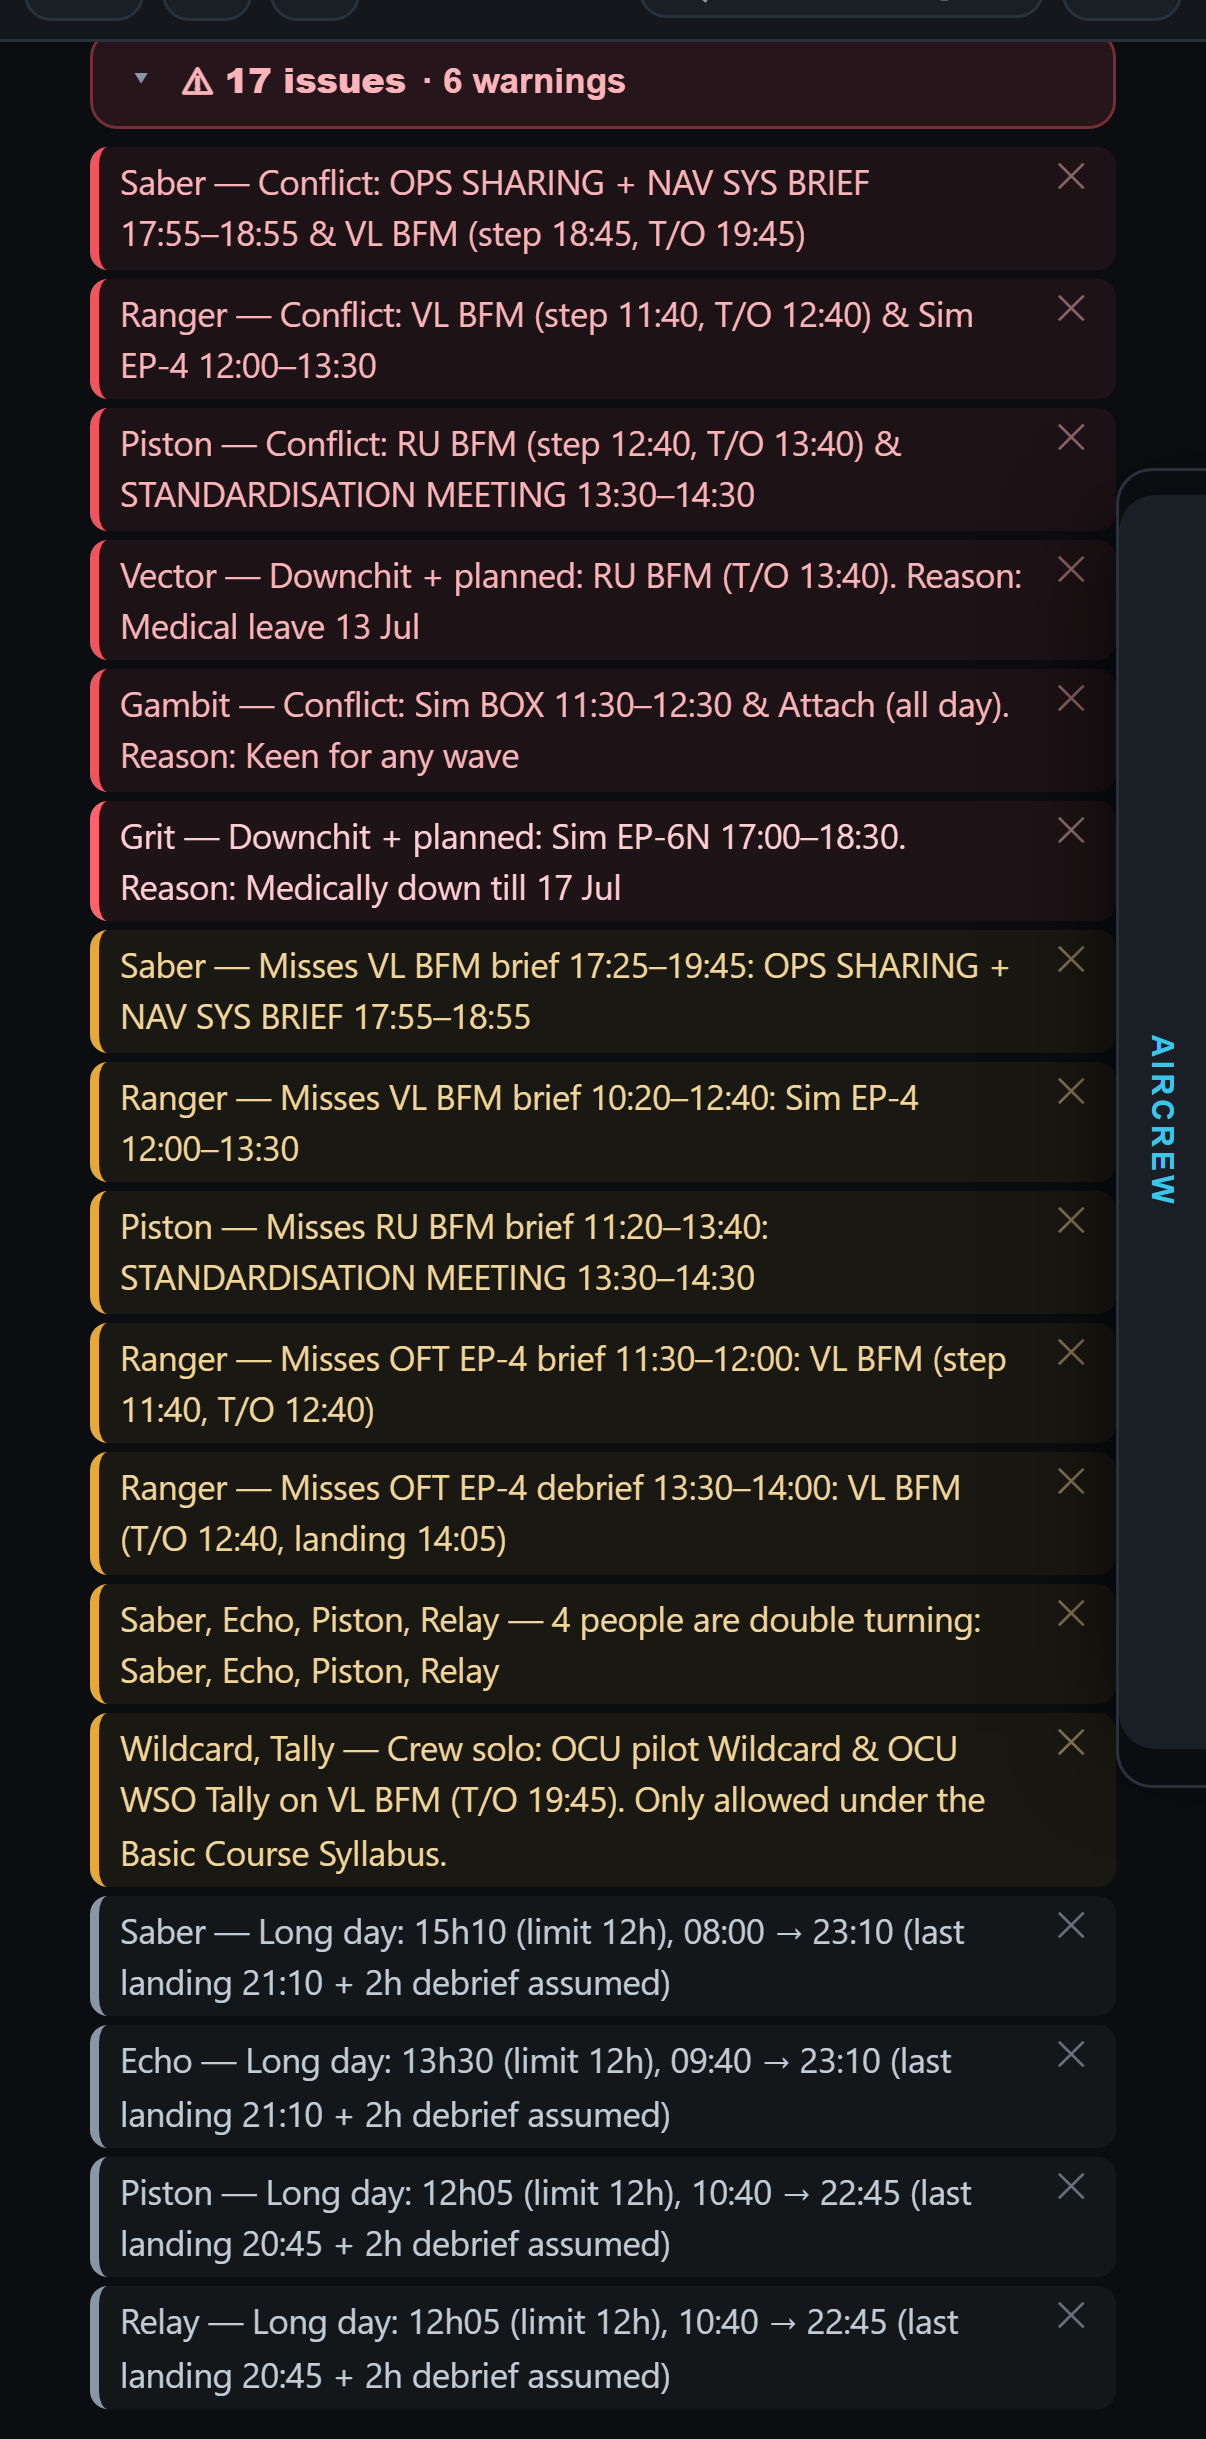 ▼ ⚠ 17 issues · 6 warnings
Saber — Conflict: OPS SHARING + NAV SYS BRIEF
17:55–18:55 & VL BFM (step 18:45, T/O 19:45)
Ranger — Conflict: VL BFM (step 11:40, T/O 12:40) & Sim
EP-4 12:00–13:30
Piston — Conflict: RU BFM (step 12:40, T/O 13:40) &
STANDARDISATION MEETING 13:30–14:30
Vector — Downchit + planned: RU BFM (T/O 13:40). Reason:
Medical leave 13 Jul
Gambit — Conflict: Sim BOX 11:30–12:30 & Attach (all day).
Reason: Keen for any wave
Grit — Downchit + planned: Sim EP-6N 17:00–18:30.
Reason: Medically down till 17 Jul
Saber — Misses VL BFM brief 17:25–19:45: OPS SHARING +
NAV SYS BRIEF 17:55–18:55
Ranger — Misses VL BFM brief 10:20–12:40: Sim EP-4
12:00–13:30
Piston — Misses RU BFM brief 11:20–13:40:
STANDARDISATION MEETING 13:30–14:30
Ranger — Misses OFT EP-4 brief 11:30–12:00: VL BFM (step
11:40, T/O 12:40)
Ranger — Misses OFT EP-4 debrief 13:30–14:00: VL BFM
(T/O 12:40, landing 14:05)
Saber, Echo, Piston, Relay — 4 people are double turning:
Saber, Echo, Piston, Relay
Wildcard, Tally — Crew solo: OCU pilot Wildcard & OCU
WSO Tally on VL BFM (T/O 19:45). Only allowed under the
Basic Course Syllabus.
Saber — Long day: 15h10 (limit 12h), 08:00 → 23:10 (last
landing 21:10 + 2h debrief assumed)
Echo — Long day: 13h30 (limit 12h), 09:40 → 23:10 (last
landing 21:10 + 2h debrief assumed)
Piston — Long day: 12h05 (limit 12h), 10:40 → 22:45 (last
landing 20:45 + 2h debrief assumed)
Relay — Long day: 12h05 (limit 12h), 10:40 → 22:45 (last
landing 20:45 + 2h debrief assumed)
AIRCREW